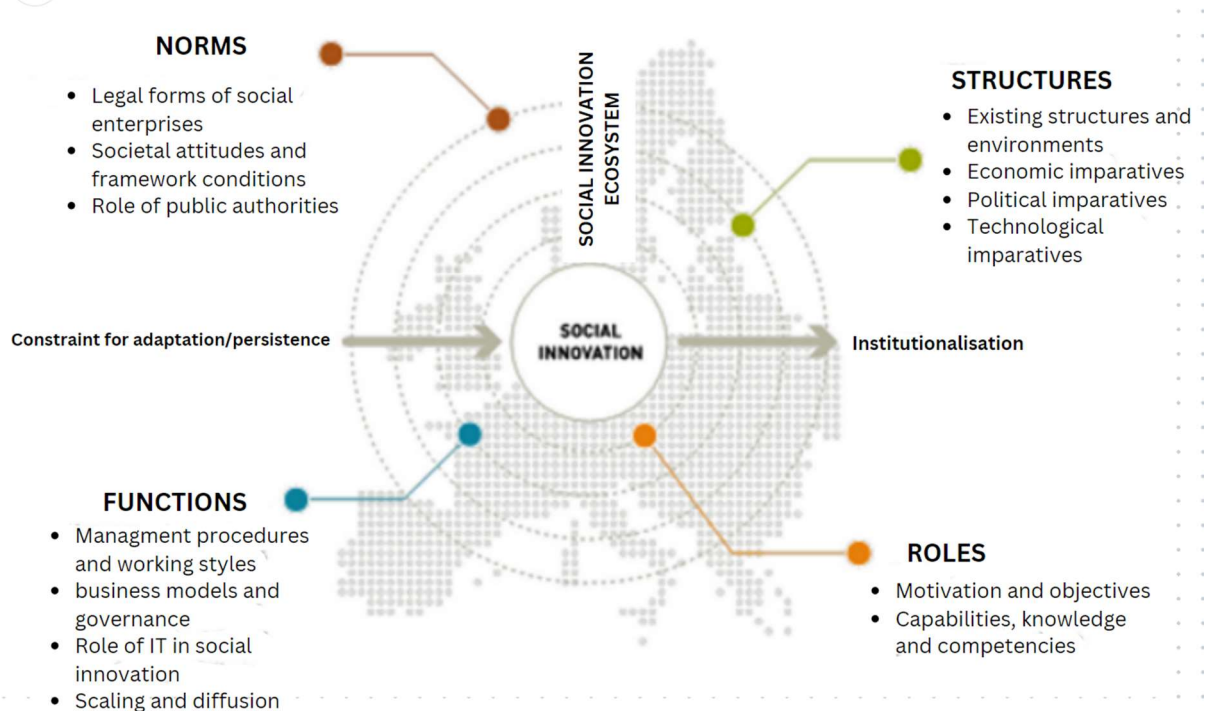 NORMS
• Legal forms of social
enterprises
• Societal attitudes and
framework conditions
• Role of public authorities
SOCIAL INNOVATION
ECOSYSTEM
STRUCTURES
• Existing structures and
environments
• Economic imparatives
• Political imparatives
• Technological
imparatives
Constraint for adaptation/persistence
SOCIAL
INNOVATION
Institutionalisation
FUNCTIONS
• Managment procedures
and working styles
• business models and
governance
• Role of IT in social
innovation
• Scaling and diffusion
ROLES
• Motivation and objectives
• Capabilities, knowledge
and competencies